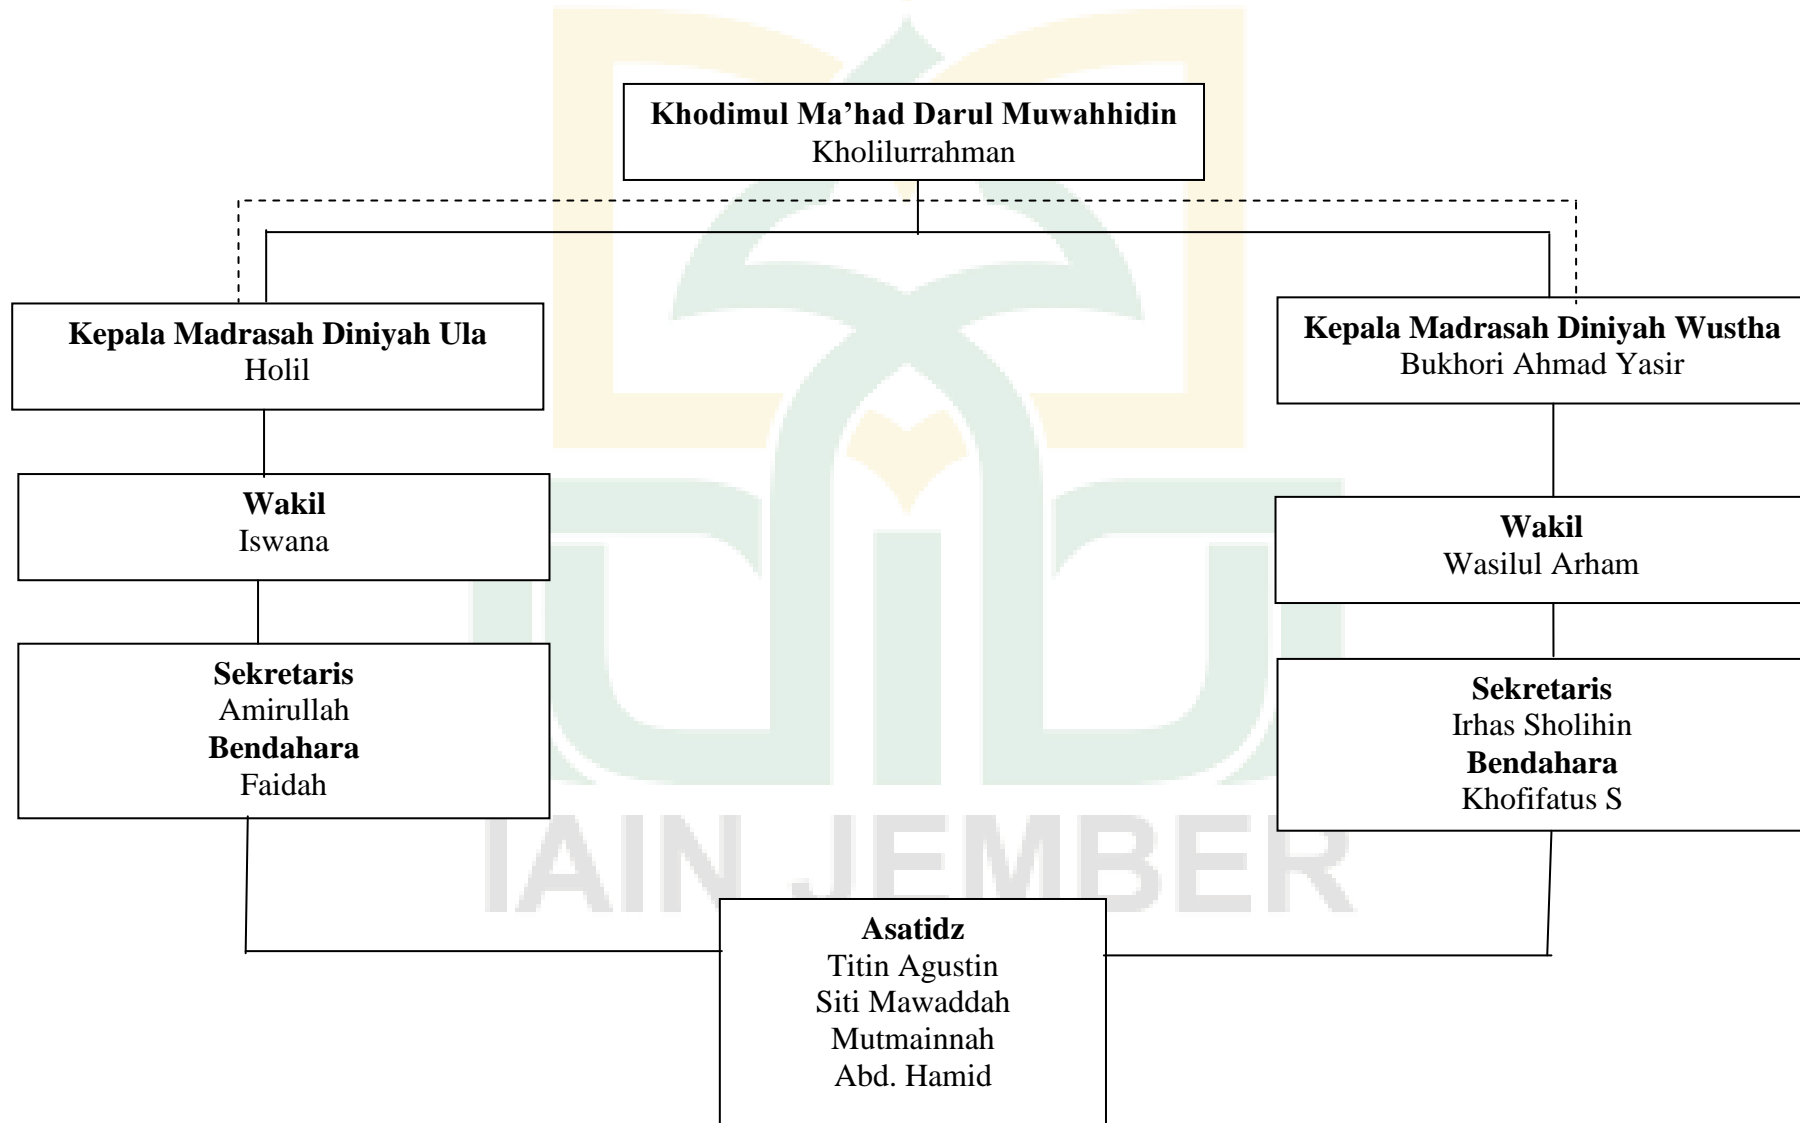 Khodimul Ma’had Darul Muwahhidin
Kholilurrahman
Kepala Madrasah Diniyah Ula
Holil
Kepala Madrasah Diniyah Wustha
Bukhori Ahmad Yasir
Wakil
Iswana
Wakil
Wasilul Arham
Sekretaris
Amirullah
Bendahara
Faidah
Sekretaris
Irhas Sholihin
Bendahara
Khofifatus S
IAIN JEMBER
Asatidz
Titin Agustin
Siti Mawaddah
Mutmainnah
Abd. Hamid